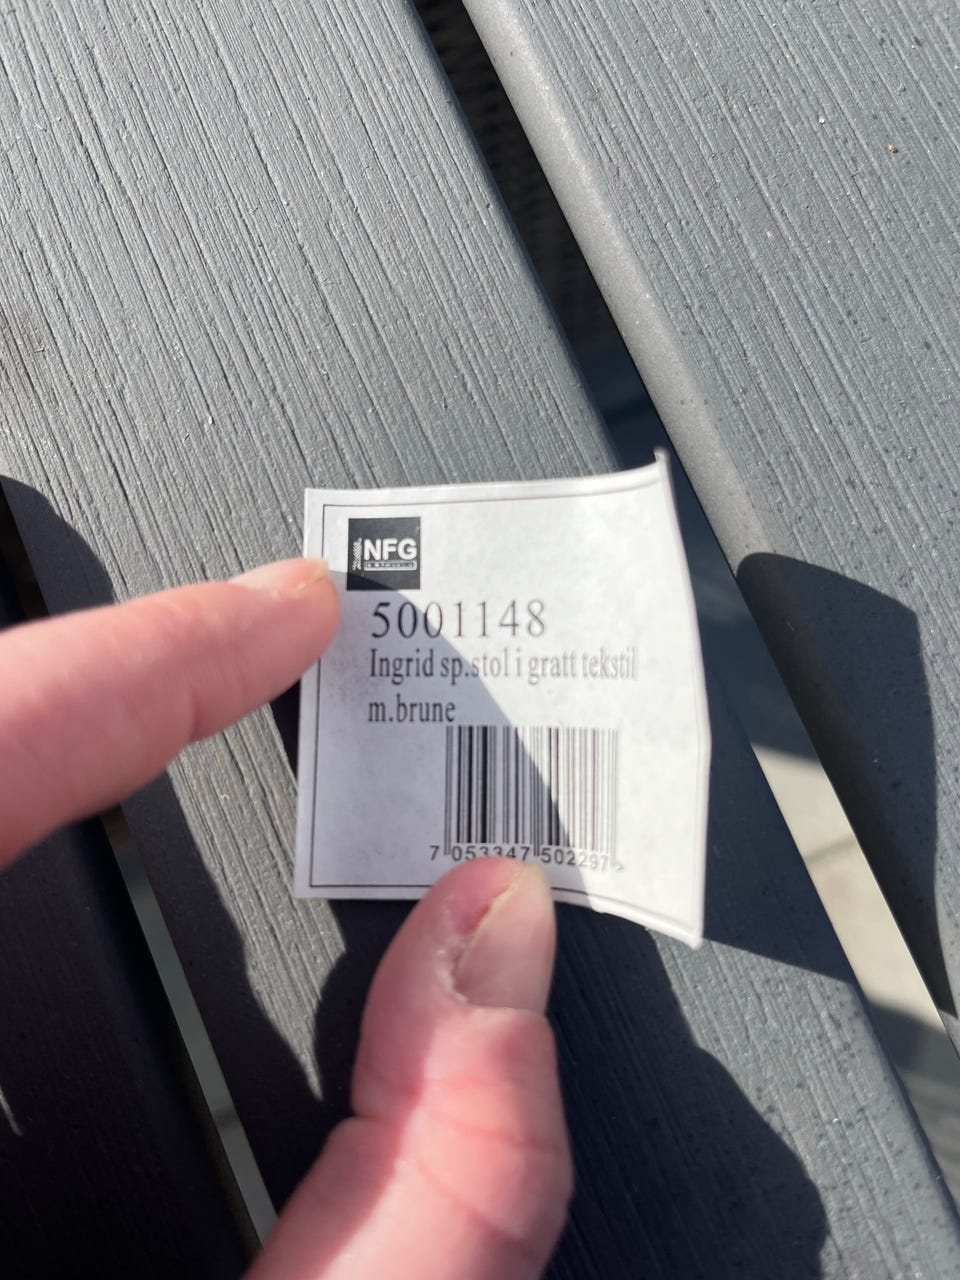 NFG
5001148
Ingrid sp.stol i gratt tekstil
m.brune
7 053347 502297 >